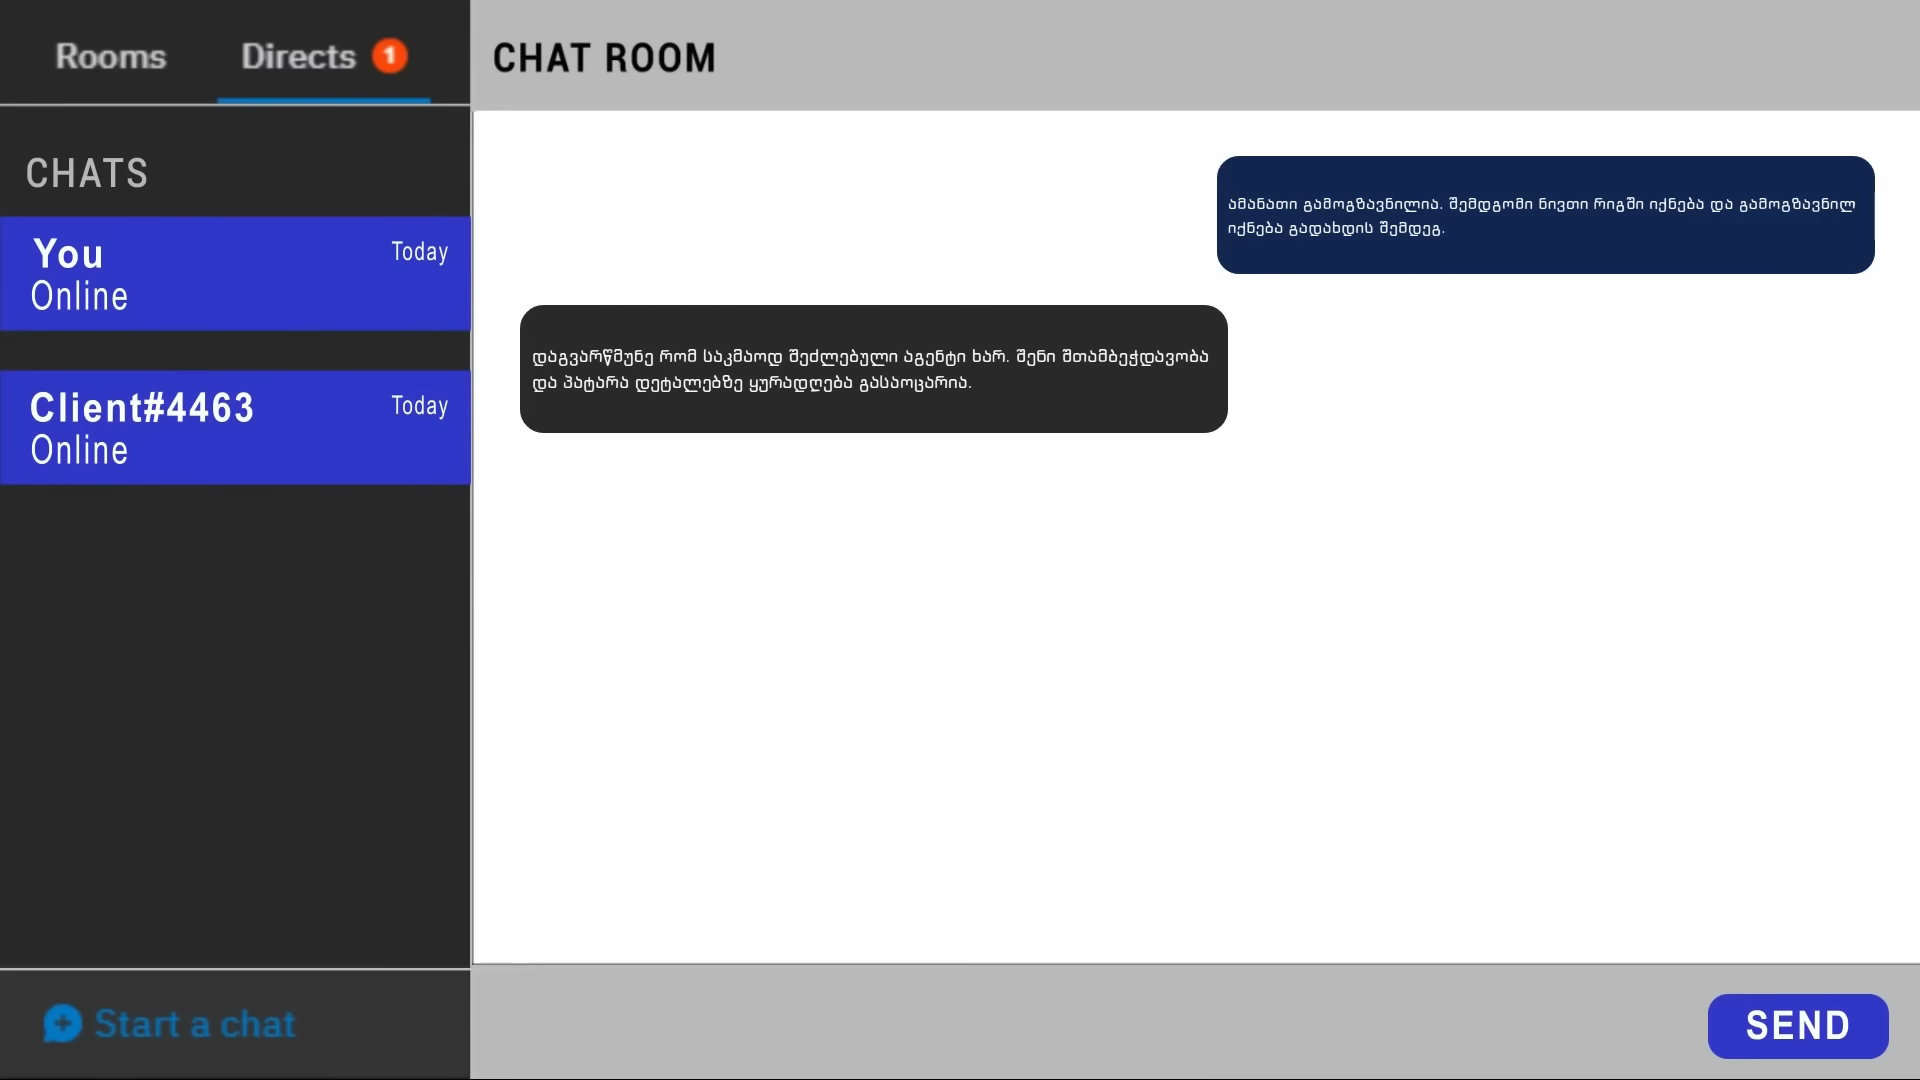 Rooms
Directs 1
CHAT ROOM
CHATS
You
Today
Online
Client#4463
Today
Online
ამანათი გამოგზავნილია. შემდგომი ნივთი რიგში იქნება და გამოგზავნილ
იქნება გადახდის შემდეგ.
დაგვარწმუნე რომ საკმაოდ შეძლებული აგენტი ხარ. შენი შთამბეჭდავობა
და პატარა დეტალებზე ყურადღება გასაოცარია.
Start a chat
SEND